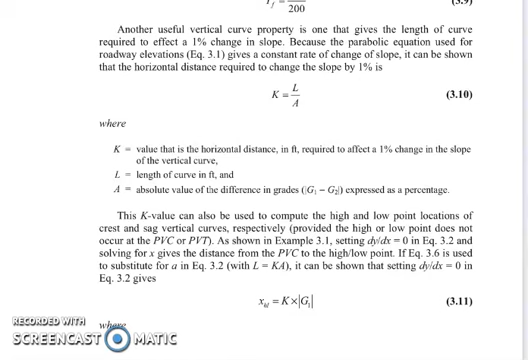 200
(3.9)
Another useful vertical curve property is one that gives the length of curve
required to effect a 1% change in slope. Because the parabolic equation used for
roadway elevations (Eq. 3.1) gives a constant rate of change of slope, it can be shown
that the horizontal distance required to change the slope by 1% is
K = L / A (3.10)
where
K = value that is the horizontal distance, in ft, required to affect a 1% change in the slope
of the vertical curve,
L = length of curve in ft, and
A = absolute value of the difference in grades (|G₁ − G₂|) expressed as a percentage.
This K-value can also be used to compute the high and low point locations of
crest and sag vertical curves, respectively (provided the high or low point does not
occur at the PVC or PVT). As shown in Example 3.1, setting dy/dx = 0 in Eq. 3.2 and
solving for x gives the distance from the PVC to the high/low point. If Eq. 3.6 is used
to substitute for a in Eq. 3.2 (with L = KA), it can be shown that setting dy/dx = 0 in
Eq. 3.2 gives
x_hl = K × |G₁| (3.11)
where
RECORDED WITH
SCREENCAST MATIC